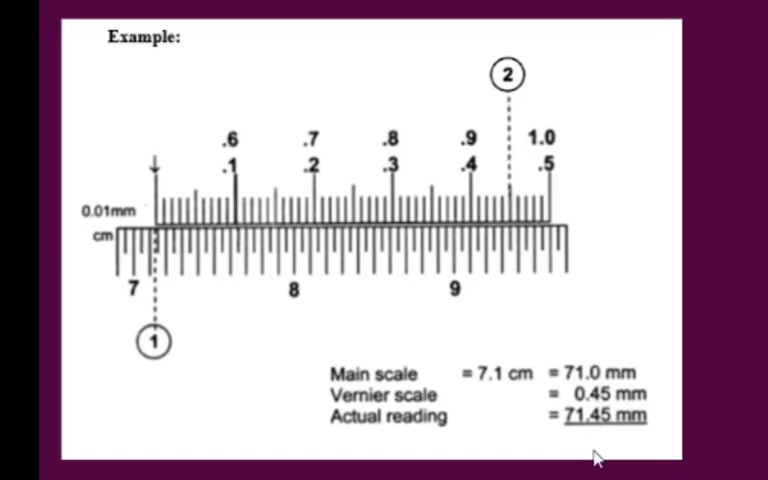 Example:
2
.6 .7 .8 .9 1.0
.1 .2 .3 .4 .5
0.01mm
cm
7 8 9
1
Main scale = 7.1 cm = 71.0 mm
Vernier scale = 0.45 mm
Actual reading = 71.45 mm